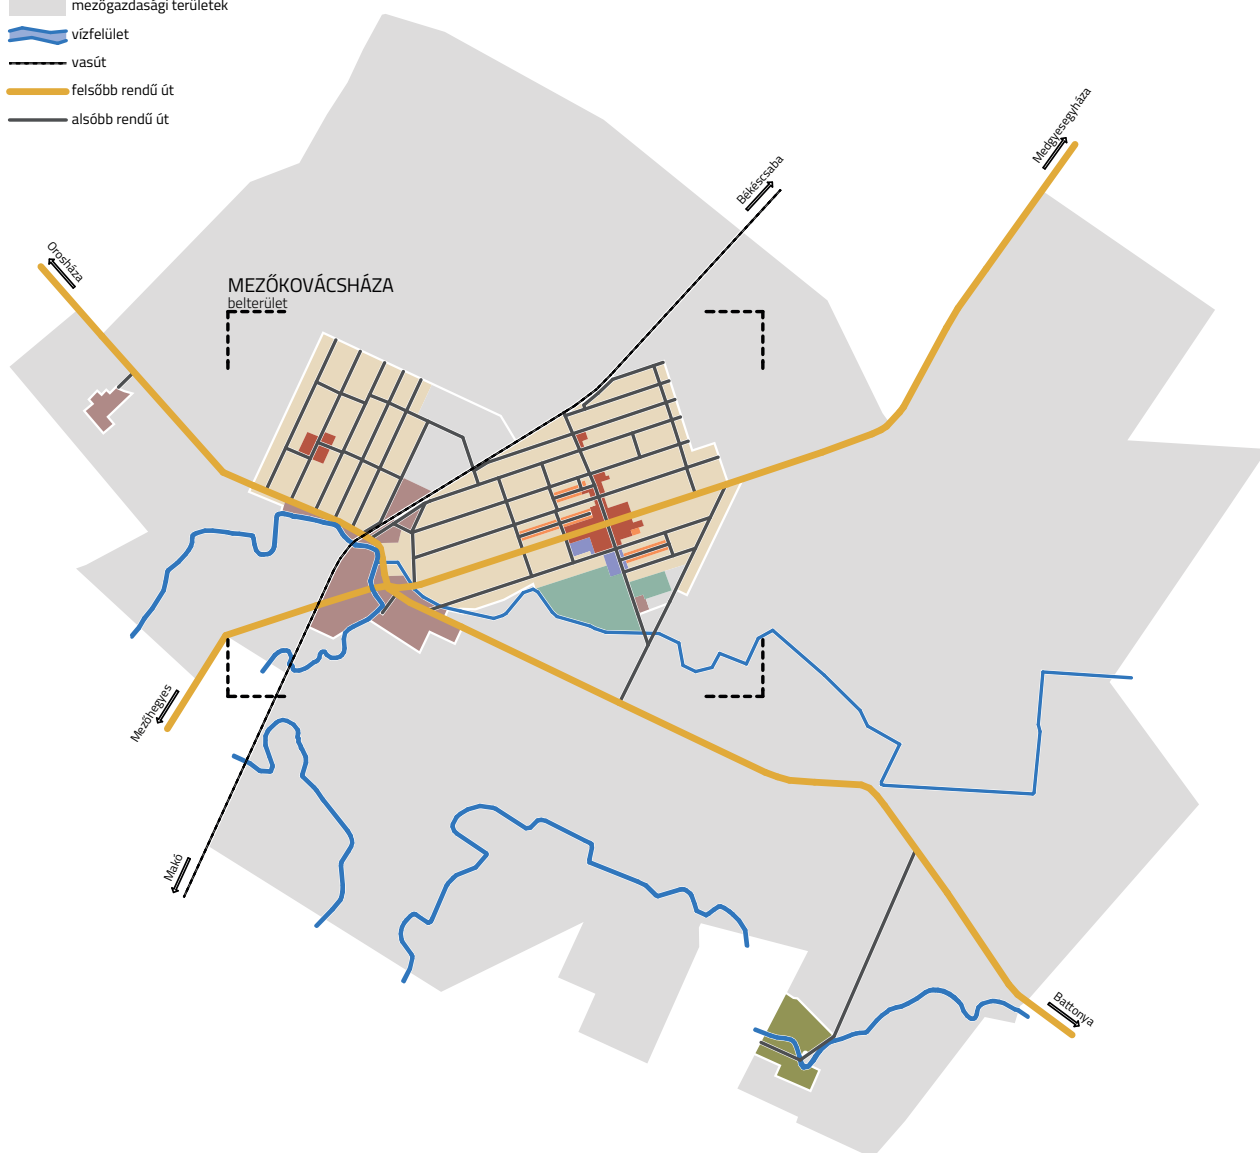 mezőgazdasági területek
vízfelület
vasút
felsőbb rendű út
alsóbb rendű út
Medgyesegyháza
Békéscsaba
Orosháza
MEZŐKOVÁCSHÁZA
belterület
Mezőhegyes
Makó
Battonya